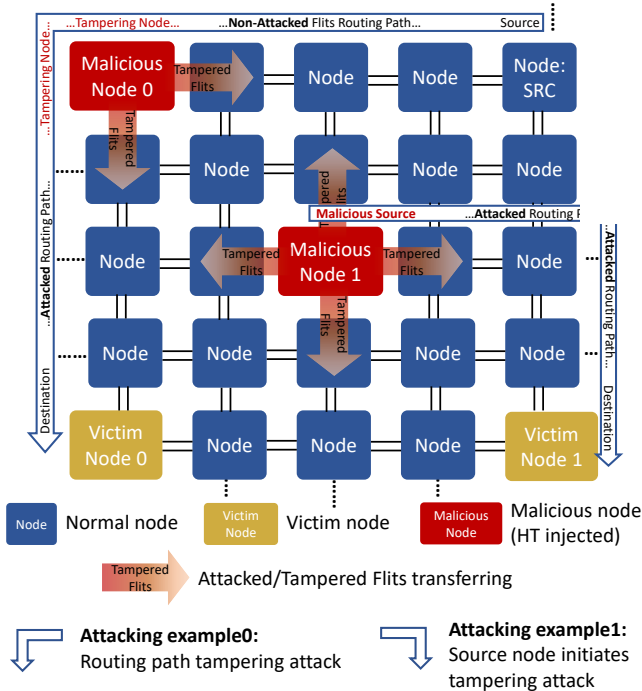 ...Tampering Node... ...Non-Attacked Flits Routing Path... Source
...Tampering Node...
...Attacked Routing Path...
Destination
Malicious
Node 0
Tampered
Flits
Node
Node
Node:
SRC
Tampered
Flits
Node
Tampered
Flits
Node
Malicious Source ...Attacked Routing
Node
Tampered
Flits
Malicious
Node 1
Tampered
Flits
Node
...Attacked Routing Path...
Destination
Node
Node
Tampered
Flits
Node
Node
Victim
Node 0
Node
Node
Node
Victim
Node 1
Node
Normal node
Victim
Node
Victim node
Malicious
Node
Malicious node
(HT injected)
Tampered
Flits
Attacked/Tampered Flits transferring
Attacking example0:
Routing path tampering attack
Attacking example1:
Source node initiates
tampering attack